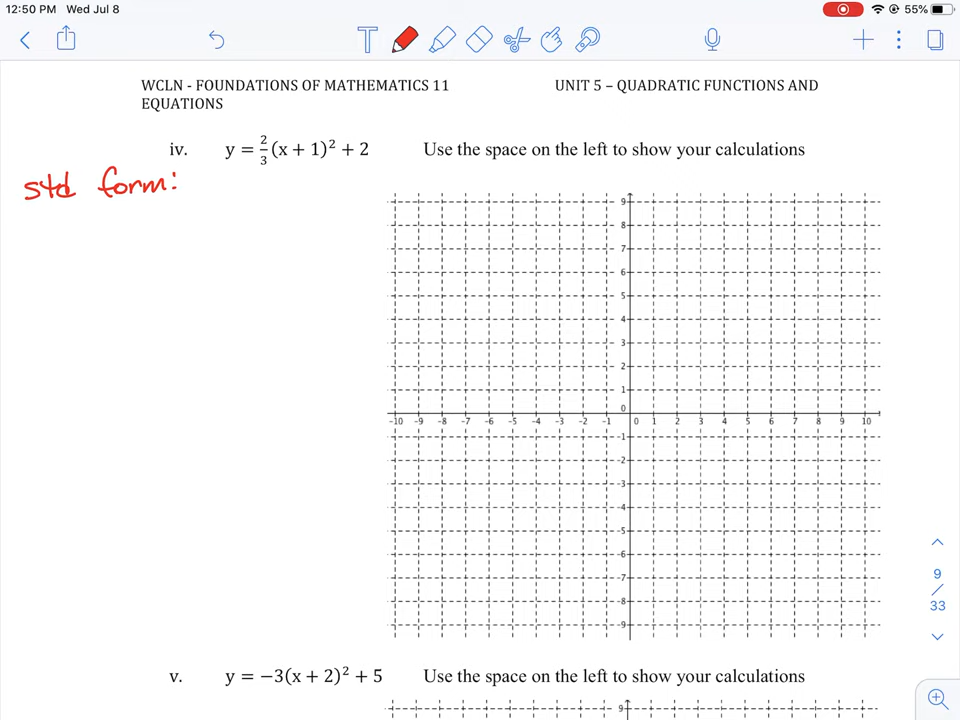 12:50 PM Wed Jul 8 55%
T
WCLN - FOUNDATIONS OF MATHEMATICS 11 UNIT 5 – QUADRATIC FUNCTIONS AND
EQUATIONS
iv. y = 2/3 (x + 1)² + 2 Use the space on the left to show your calculations
std form:
9
8
7
6
5
4
3
2
1
0
-10 -9 -8 -7 -6 -5 -4 -3 -2 -1 0 1 2 3 4 5 6 7 8 9 10
-1
-2
-3
-4
-5
-6
-7
-8
-9
9
/
33
v. y = −3(x + 2)² + 5 Use the space on the left to show your calculations
9